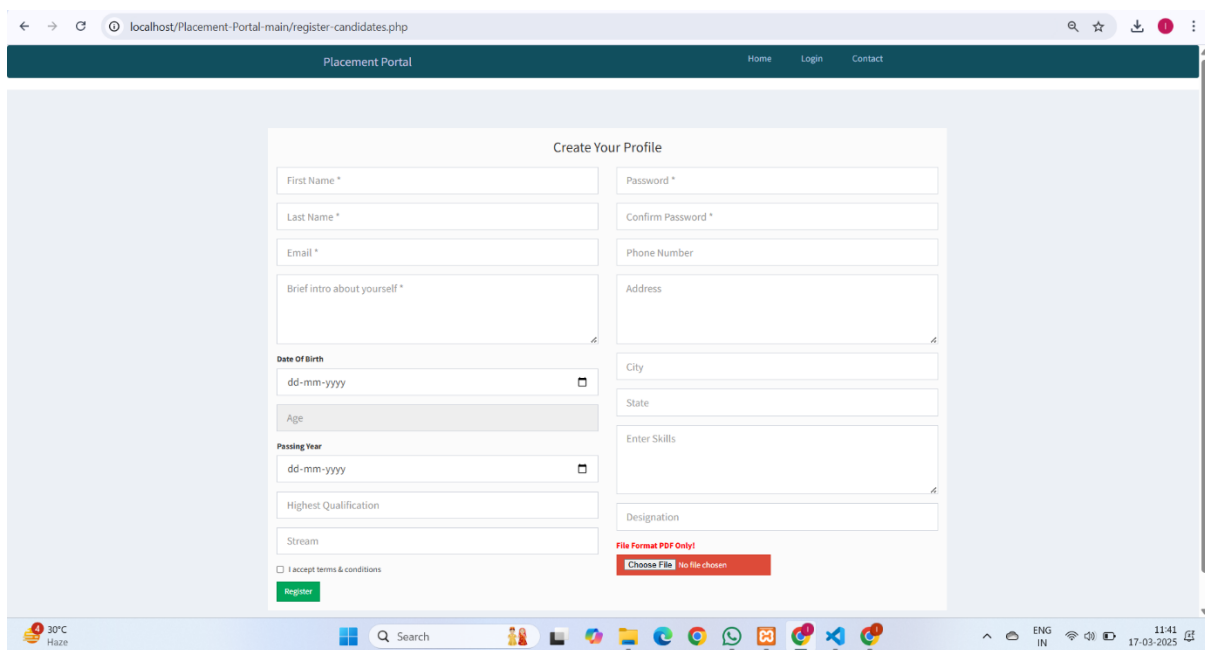 localhost/Placement-Portal-main/register-candidates.php
Placement Portal
Home Login Contact
Create Your Profile
First Name *
Last Name *
Email *
Brief intro about yourself *
Date Of Birth
dd-mm-yyyy
Age
Passing Year
dd-mm-yyyy
Highest Qualification
Stream
I accept terms & conditions
Register
Password *
Confirm Password *
Phone Number
Address
City
State
Enter Skills
Designation
File Format PDF Only!
Choose File No file chosen
4
30°C
Haze
Search
ENG
IN
11:41
17-03-2025